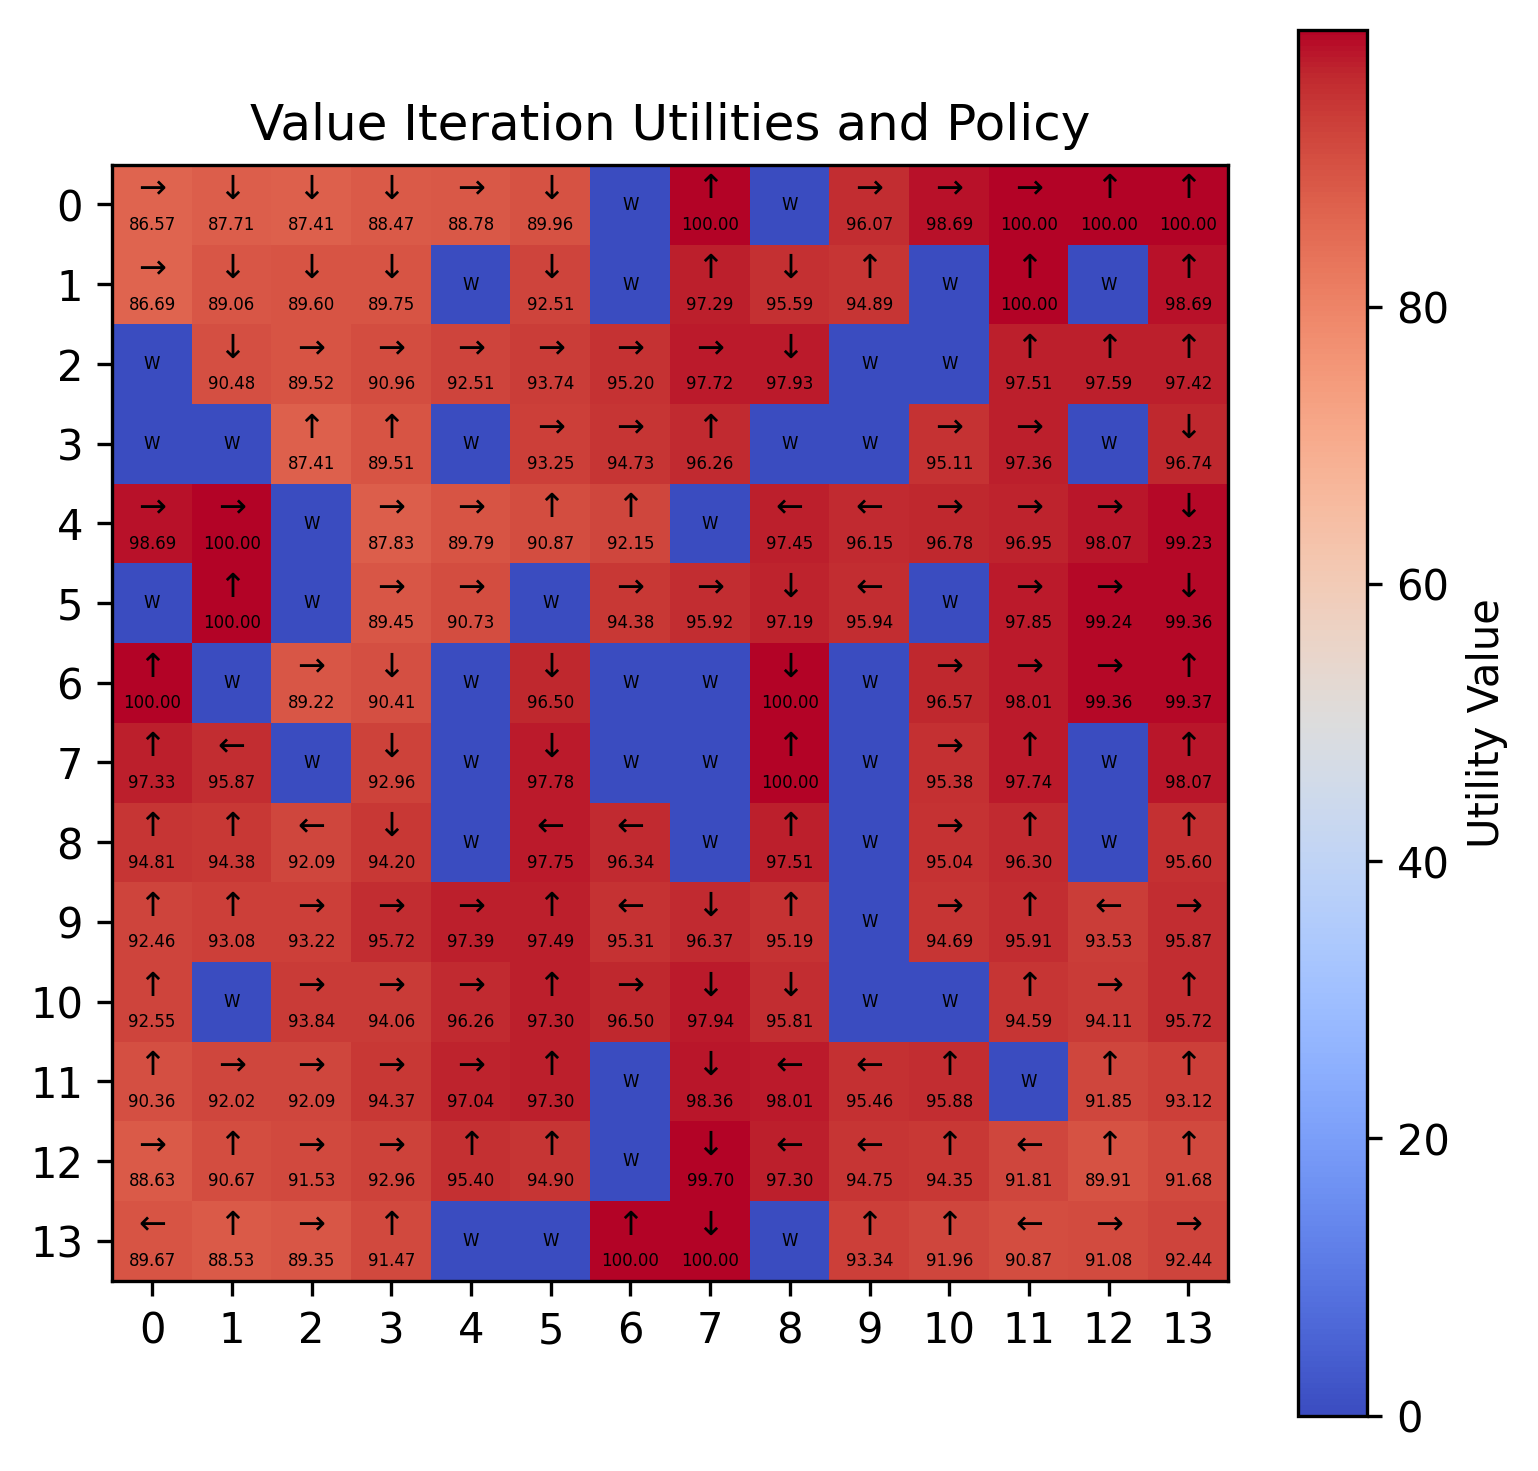 Value Iteration Utilities and Policy
0 → ↓ ↓ ↓ → ↓ W ↑ W → → → ↑ ↑
86.57 87.71 87.41 88.47 88.78 89.96 100.00 96.07 98.69 100.00 100.00 100.00
1 → ↓ ↓ ↓ W ↓ W ↑ ↓ ↑ W ↑ W ↑
86.69 89.06 89.60 89.75 92.51 97.29 95.59 94.89 100.00 98.69
2 W ↓ → → → → → → ↓ W W ↑ ↑ ↑
90.48 89.52 90.96 92.51 93.74 95.20 97.72 97.93 97.51 97.59 97.42
3 W W ↑ ↑ W → → ↑ W W → → W ↓
87.41 89.51 93.25 94.73 96.26 95.11 97.36 96.74
4 → → W → → ↑ ↑ W ← ← → → → ↓
98.69 100.00 87.83 89.79 90.87 92.15 97.45 96.15 96.78 96.95 98.07 99.23
5 W ↑ W → → W → → ↓ ← W → → ↓
100.00 89.45 90.73 94.38 95.92 97.19 95.94 97.85 99.24 99.36
6 ↑ W → ↓ W ↓ W W ↓ W → → → ↑
100.00 89.22 90.41 96.50 100.00 96.57 98.01 99.36 99.37
7 ↑ ← W ↓ W ↓ W W ↑ W → ↑ W ↑
97.33 95.87 92.96 97.78 100.00 95.38 97.74 98.07
8 ↑ ↑ ← ↓ W ← ← W ↑ W → ↑ W ↑
94.81 94.38 92.09 94.20 97.75 96.34 97.51 95.04 96.30 95.60
9 ↑ ↑ → → → ↑ ← ↓ ↑ W → ↑ ← →
92.46 93.08 93.22 95.72 97.39 97.49 95.31 96.37 95.19 94.69 95.91 93.53 95.87
10 ↑ W → → → ↑ → ↓ ↓ W W ↑ → ↑
92.55 93.84 94.06 96.26 97.30 96.50 97.94 95.81 94.59 94.11 95.72
11 ↑ → → → → ↑ W ↓ ← ← ↑ W ↑ ↑
90.36 92.02 92.09 94.37 97.04 97.30 98.36 98.01 95.46 95.88 91.85 93.12
12 → ↑ → → ↑ ↑ W ↓ ← ← ↑ ← ↑ ↑
88.63 90.67 91.53 92.96 95.40 94.90 99.70 97.30 94.75 94.35 91.81 89.91 91.68
13 ← ↑ → ↑ W W ↑ ↓ W ↑ ↑ ← → →
89.67 88.53 89.35 91.47 100.00 100.00 93.34 91.96 90.87 91.08 92.44
0 1 2 3 4 5 6 7 8 9 10 11 12 13
80
60
40
20
0
Utility Value